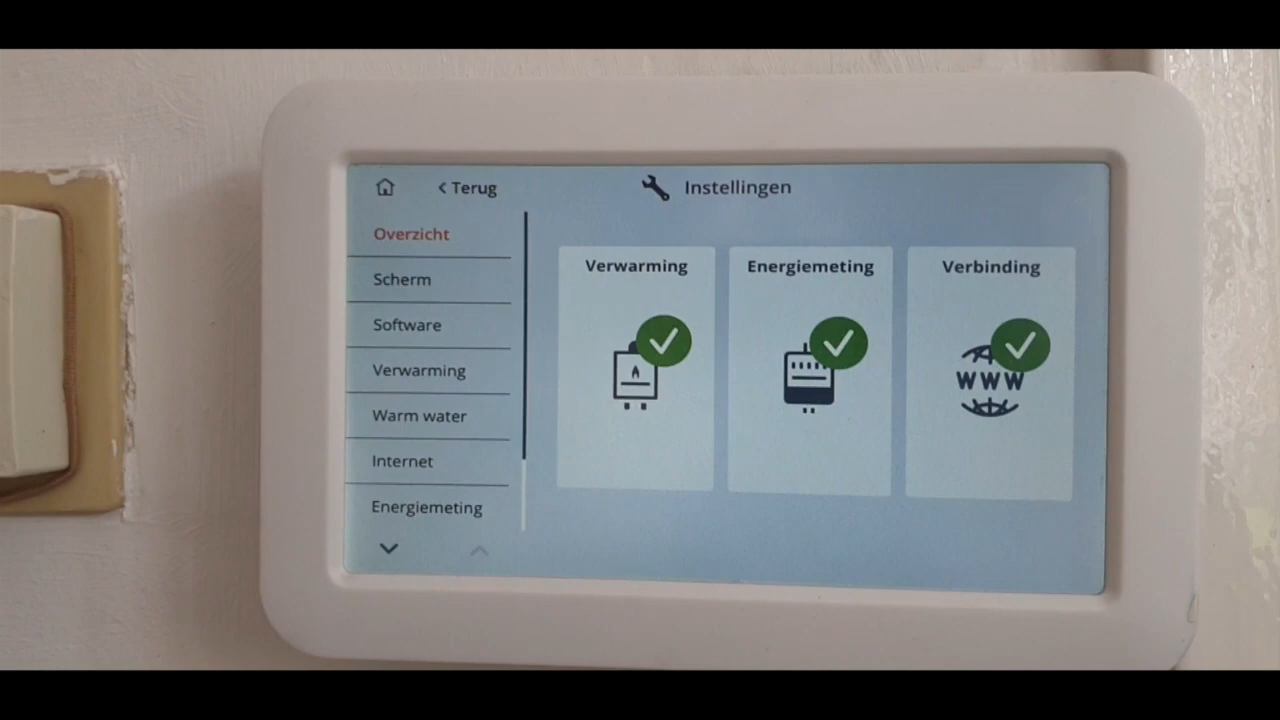 < Terug
Instellingen
Overzicht
Scherm
Software
Verwarming
Warm water
Internet
Energiemeting
Verwarming
Energiemeting
Verbinding
WWW